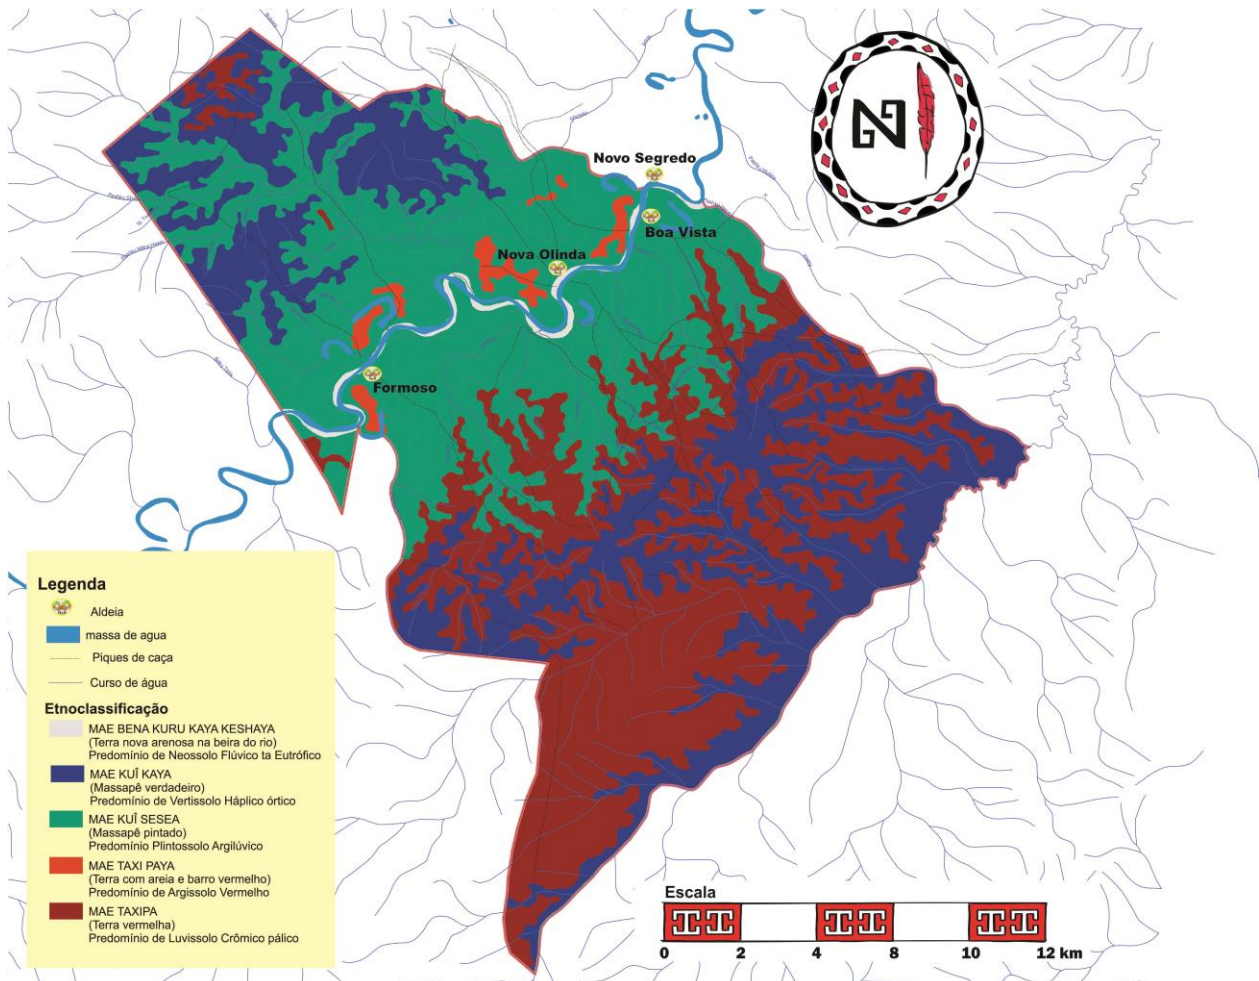 Novo Segredo
Boa Vista
Nova Olinda
Formoso
N
Legenda
Aldeia
massa de agua
Piques de caça
Curso de água
Etnoclassificação
MAE BENA KURU KAYA KESHAYA
(Terra nova arenosa na beira do rio)
Predomínio de Neossolo Flúvico ta Eutrófico
MAE KUÎ KAYA
(Massapê verdadeiro)
Predomínio de Vertissolo Háplico órtico
MAE KUÎ SESEA
(Massapê pintado)
Predomínio Plintossolo Argilúvico
MAE TAXI PAYA
(Terra com areia e barro vermelho)
Predomínio de Argissolo Vermelho
MAE TAXIPA
(Terra vermelha)
Predomínio de Luvissolo Crômico pálico
Escala
0 2 4 8 10 12 km